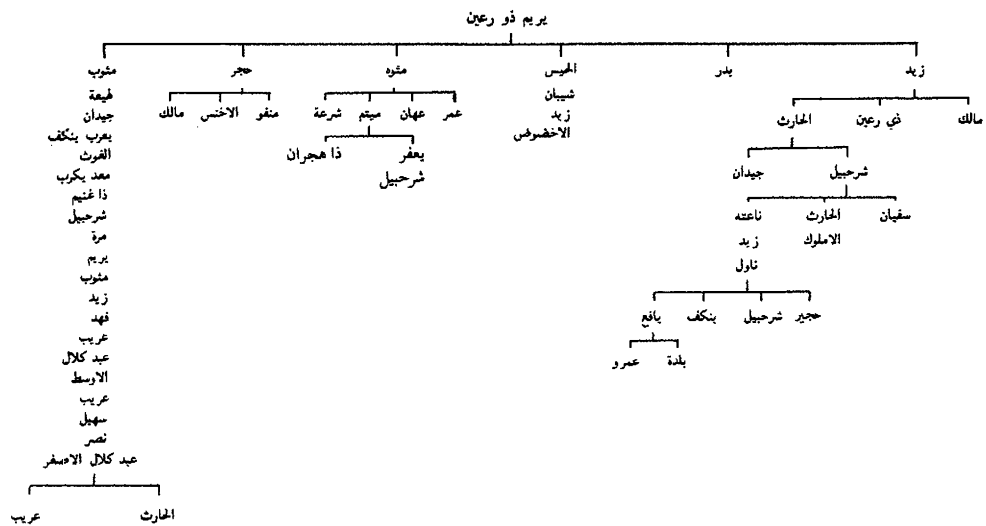 يريم ذو رعين
زيد
بدر
الحيس
مثوه
حجر
مثوب
مالك
ذي رعين
الحارث
شرحبيل
جيدان
سفيان
الحارث
الاملوك
ناعته
زيد
ناول
حجير
شرحبيل
ينكف
يافع
بلدة
عمرو
شيبان
زيد
الاخضوض
عمر
عهان
ميتم
شرعة
يعفر
شرحبيل
ذا هجران
منفو
الاخنس
مالك
لهيعة
جيدان
يعرب ينكف
الغوث
معد يكرب
ذا غنيم
شرحبيل
مرة
يريم
مثوب
زيد
فهد
عريب
عبد كلال
الاوسط
عريب
سهيل
نصر
عبد كلال الاصغر
الحارث
عريب